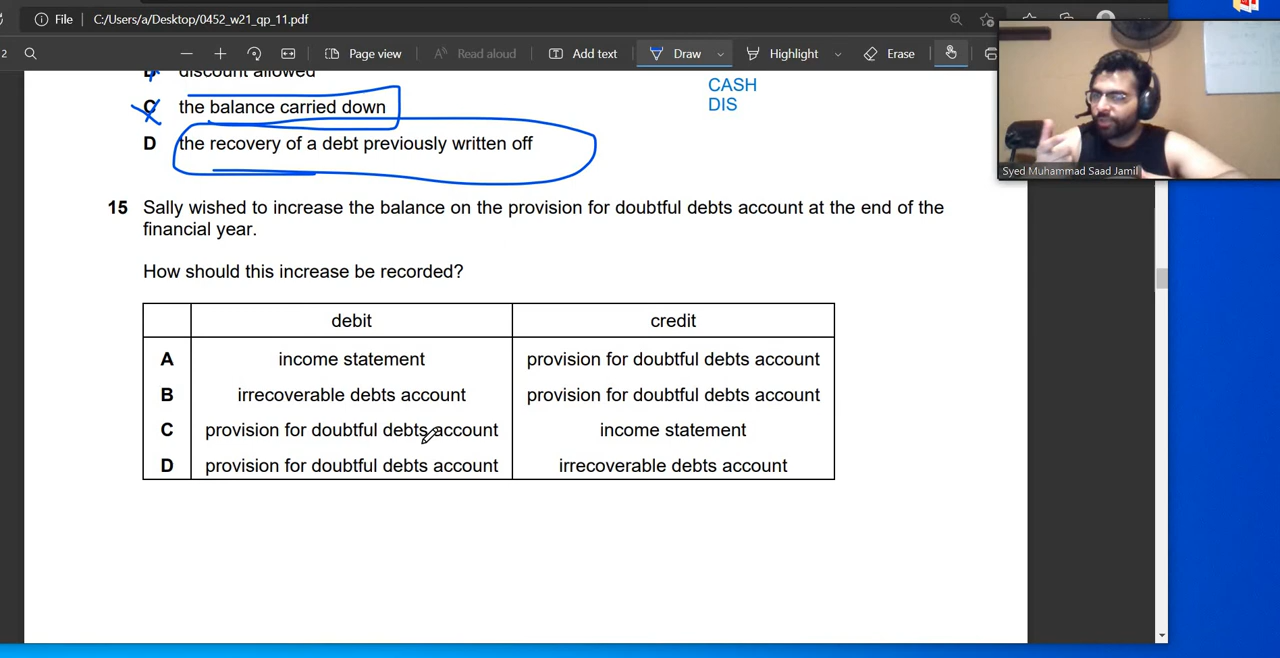 File C:/Users/a/Desktop/0452_w21_qp_11.pdf
2 Page view Read aloud Add text Draw Highlight Erase
discount allowed
CASH
C the balance carried down
DIS
D the recovery of a debt previously written off
Syed Muhammad Saad Jamil
15 Sally wished to increase the balance on the provision for doubtful debts account at the end of the
financial year.
How should this increase be recorded?
debit credit
A income statement provision for doubtful debts account
B irrecoverable debts account provision for doubtful debts account
C provision for doubtful debts account income statement
D provision for doubtful debts account irrecoverable debts account